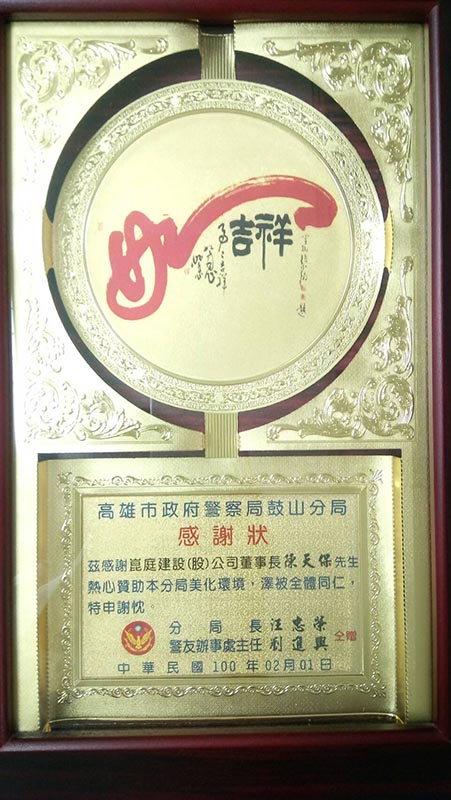 吉祥
高雄市政府警察局鼓山分局
感謝狀
茲感謝崑庭建設(股)公司董事長陳天保先生
熱心贊助本分局美化環境,澤被全體同仁,
特申謝忱。
分局長 汪忠榮
警友辦事處主任 劉進興 仝贈
中華民國100年02月01日